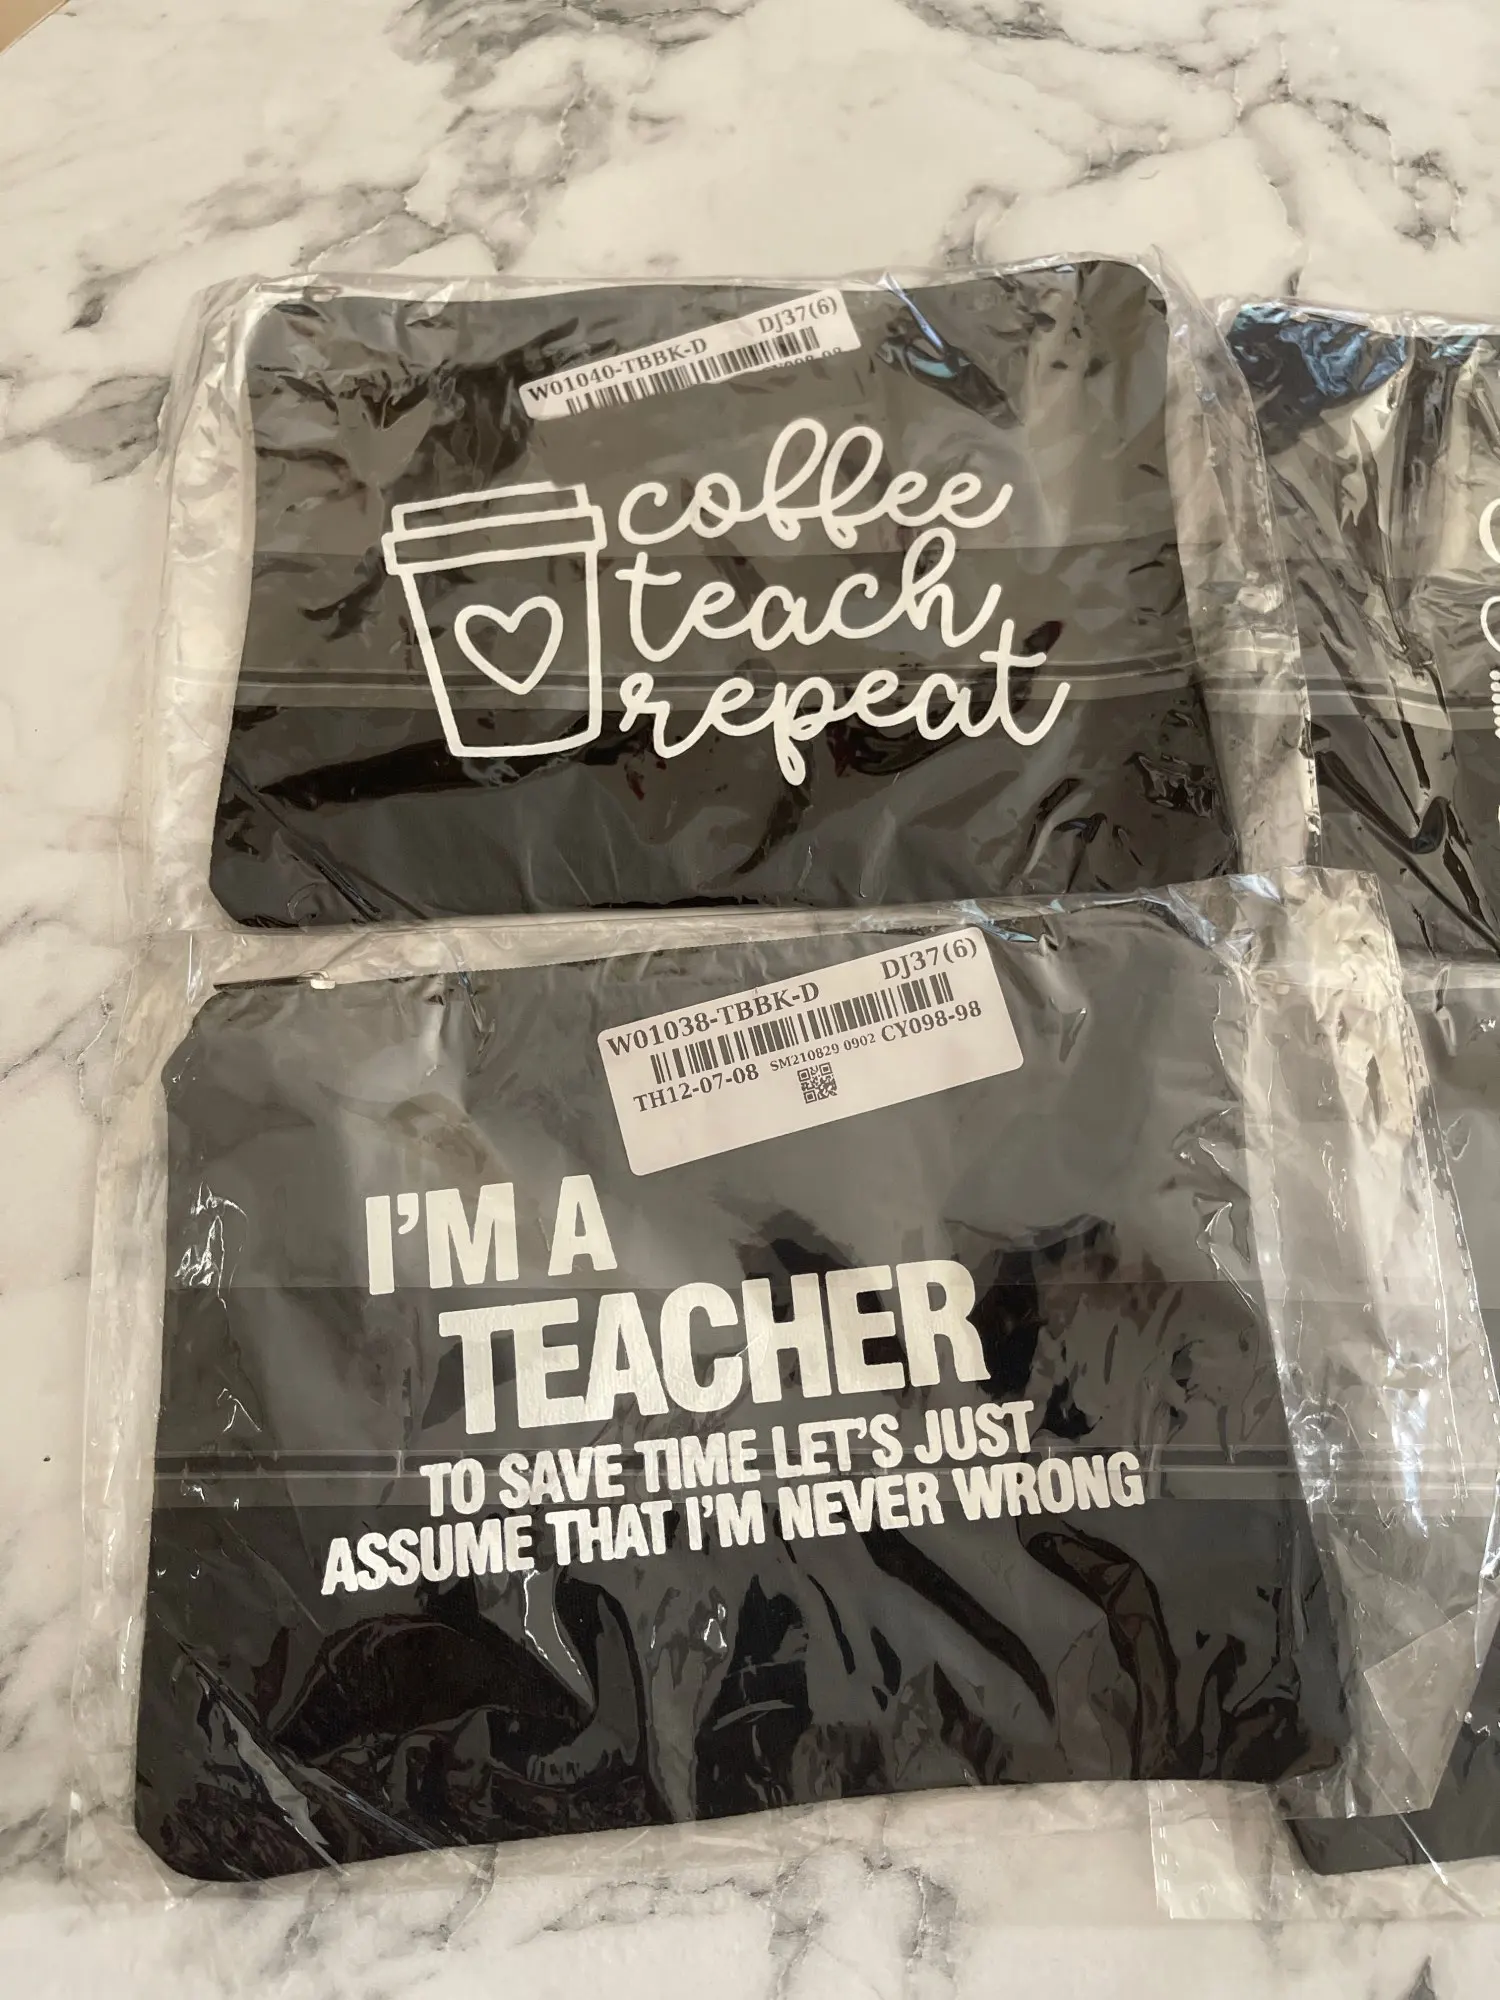 W01040-TBBK-D DJ37(6)
coffee
teach
repeat
W01038-TBBK-D DJ37(6)
TH12-07-08 SM210829 0902 CY098-98
I'M A
TEACHER
TO SAVE TIME LET'S JUST
ASSUME THAT I'M NEVER WRONG